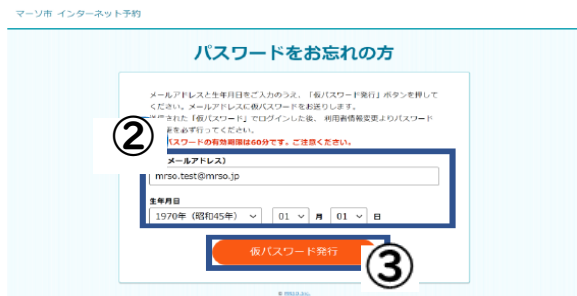 マーソ市 インターネット予約
パスワードをお忘れの方
メールアドレスと生年月日をご入力のうえ、「仮パスワード発行」ボタンを押して
ください。メールアドレスに仮パスワードをお送りします。
された「仮パスワード」でログインした後、利用者情報変更よりパスワード
を必ず行ってください。
②
パスワードの有効期限は60分です。ご注意ください。
メールアドレス)
mrso.test@mrso.jp
生年月日
1970年 (昭和45年) 01 月 01 日
仮パスワード発行
③
© mrso inc.